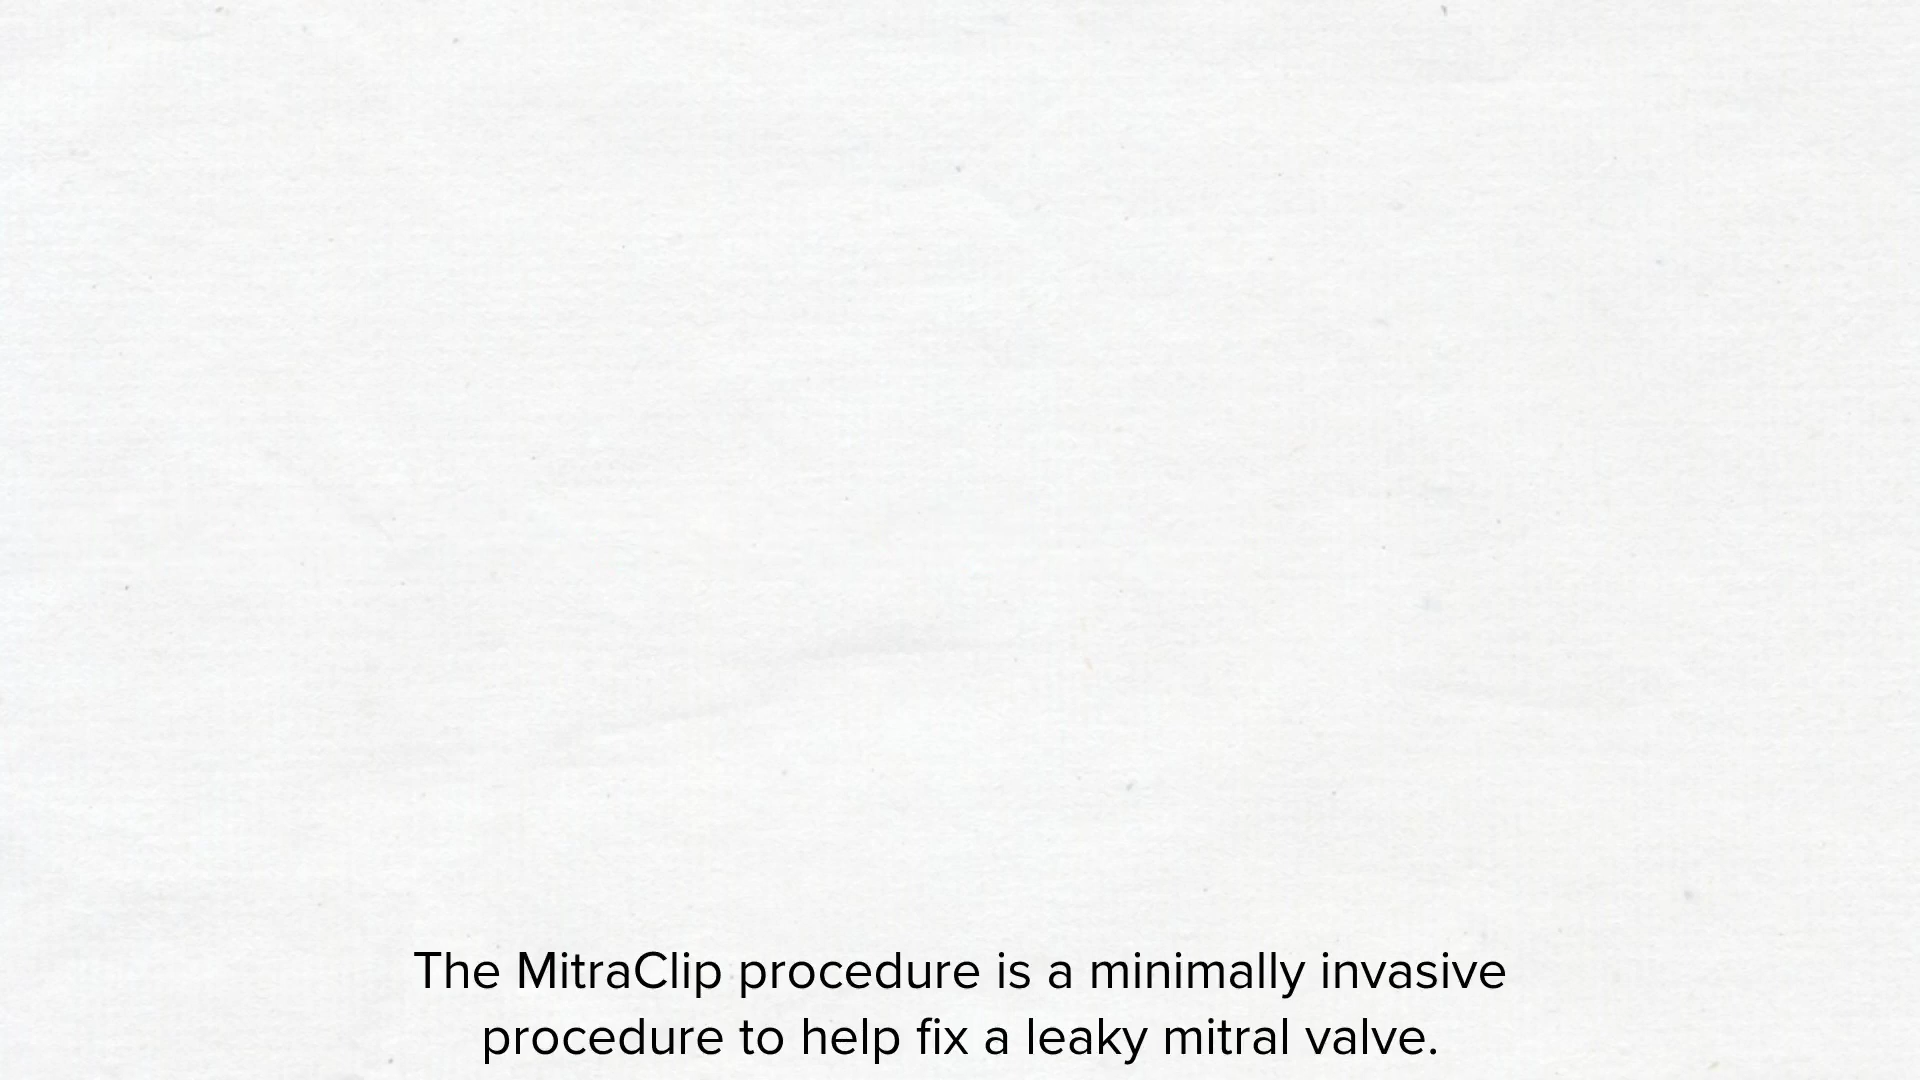 The MitraClip procedure is a minimally invasive
procedure to help fix a leaky mitral valve.